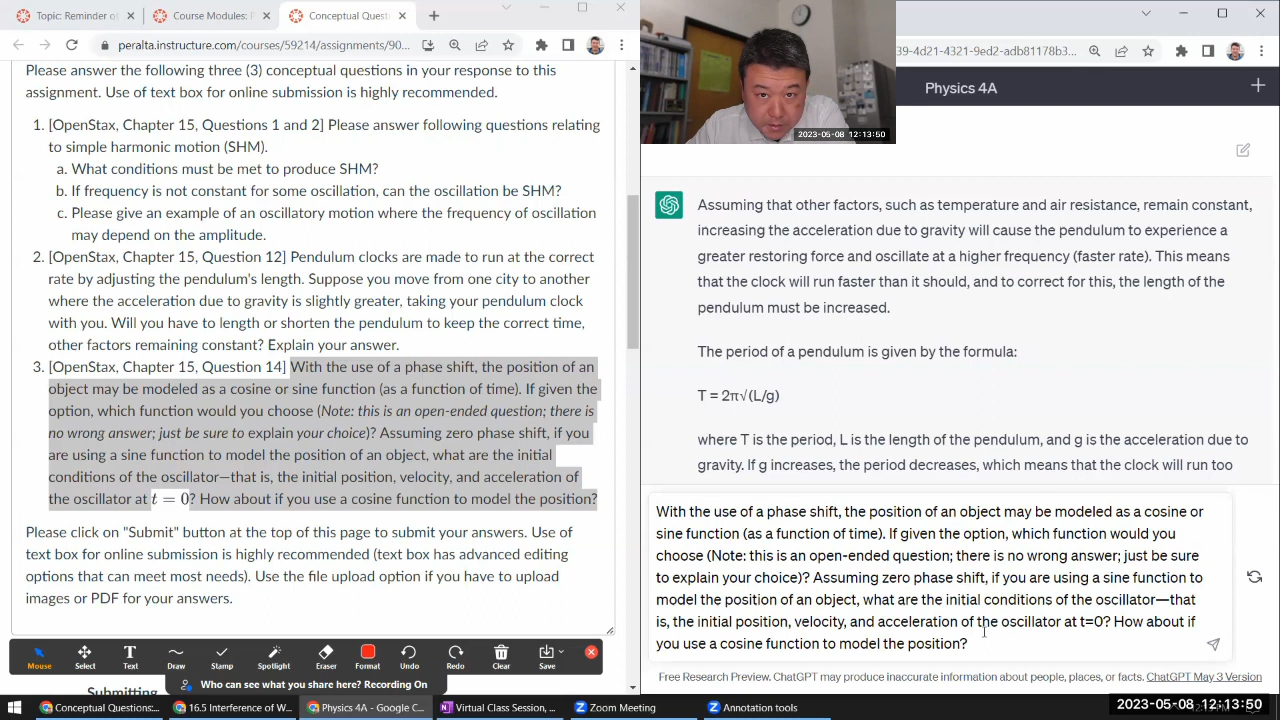 Topic: Reminder of
Course Modules: P
Conceptual Quest
peralta.instructure.com/courses/59214/assignments/90...
Please answer the following three (3) conceptual questions in your response to this
assignment. Use of text box for online submission is highly recommended.
1. [OpenStax, Chapter 15, Questions 1 and 2] Please answer following questions relating
to simple harmonic motion (SHM).
a. What conditions must be met to produce SHM?
b. If frequency is not constant for some oscillation, can the oscillation be SHM?
c. Please give an example of an oscillatory motion where the frequency of oscillation
may depend on the amplitude.
2. [OpenStax, Chapter 15, Question 12] Pendulum clocks are made to run at the correct
rate by adjusting the pendulum's length. Suppose you move from one city to another
where the acceleration due to gravity is slightly greater, taking your pendulum clock
with you. Will you have to length or shorten the pendulum to keep the correct time,
other factors remaining constant? Explain your answer.
3. [OpenStax, Chapter 15, Question 14] With the use of a phase shift, the position of an
object may be modeled as a cosine or sine function (as a function of time). If given the
option, which function would you choose (Note: this is an open-ended question; there is
no wrong answer; just be sure to explain your choice)? Assuming zero phase shift, if you
are using a sine function to model the position of an object, what are the initial
conditions of the oscillator—that is, the initial position, velocity, and acceleration of
the oscillator at t = 0? How about if you use a cosine function to model the position?
Please click on "Submit" button at the top of this page to submit your answers. Use of
text box for online submission is highly recommended (text box has advanced editing
options that can meet most needs). Use the file upload option if you have to upload
images or PDF for your answers.
Mouse Select Text Draw Stamp Spotlight Eraser Format Undo Redo Clear Save
Who can see what you share here? Recording On
Submitting
2023-05-08 12:13:50
39-4d21-4321-9ed2-adb81178b3...
Physics 4A
Assuming that other factors, such as temperature and air resistance, remain constant,
increasing the acceleration due to gravity will cause the pendulum to experience a
greater restoring force and oscillate at a higher frequency (faster rate). This means
that the clock will run faster than it should, and to correct for this, the length of the
pendulum must be increased.
The period of a pendulum is given by the formula:
T = 2π√(L/g)
where T is the period, L is the length of the pendulum, and g is the acceleration due to
gravity. If g increases, the period decreases, which means that the clock will run too
With the use of a phase shift, the position of an object may be modeled as a cosine or
sine function (as a function of time). If given the option, which function would you
choose (Note: this is an open-ended question; there is no wrong answer; just be sure
to explain your choice)? Assuming zero phase shift, if you are using a sine function to
model the position of an object, what are the initial conditions of the oscillator—that
is, the initial position, velocity, and acceleration of the oscillator at t=0? How about if
you use a cosine function to model the position?
Free Research Preview. ChatGPT may produce inaccurate information about people, places, or facts. ChatGPT May 3 Version
Conceptual Questions:...
16.5 Interference of W...
Physics 4A - Google C...
Virtual Class Session, ...
Zoom Meeting
Annotation tools
2023-05-08 12:13:50